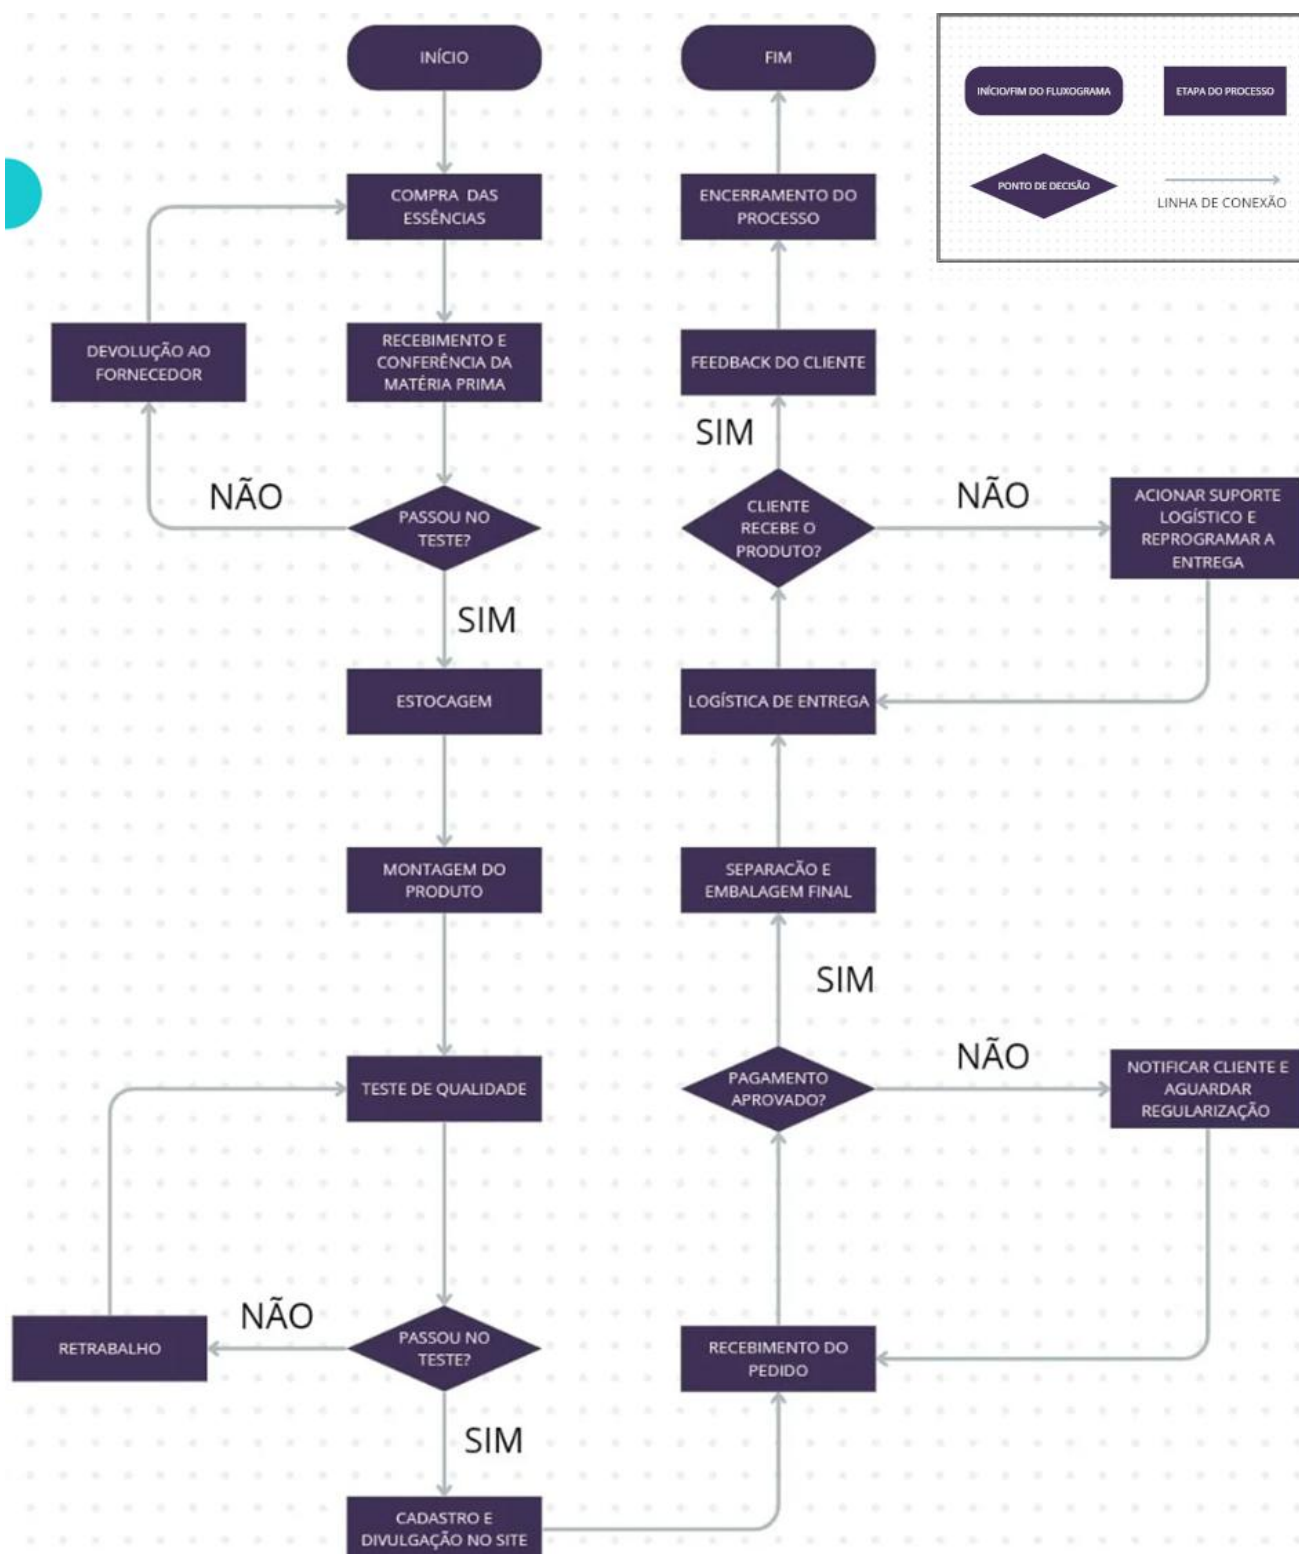 INÍCIO
COMPRA DAS
ESSÊNCIAS
DEVOLUÇÃO AO
FORNECEDOR
RECEBIMENTO E
CONFERÊNCIA DA
MATÉRIA PRIMA
NÃO
PASSOU NO
TESTE?
SIM
ESTOCAGEM
MONTAGEM DO
PRODUTO
TESTE DE QUALIDADE
RETRABALHO
NÃO
PASSOU NO
TESTE?
SIM
CADASTRO E
DIVULGAÇÃO NO SITE
RECEBIMENTO DO
PEDIDO
PAGAMENTO
APROVADO?
NÃO
NOTIFICAR CLIENTE E
AGUARDAR
REGULARIZAÇÃO
SIM
SEPARACÃO E
EMBALAGEM FINAL
LOGÍSTICA DE ENTREGA
CLIENTE
RECEBE O
PRODUTO?
NÃO
ACIONAR SUPORTE
LOGÍSTICO E
REPROGRAMAR A
ENTREGA
SIM
FEEDBACK DO CLIENTE
ENCERRAMENTO DO
PROCESSO
FIM
INÍCIO/FIM DO FLUXOGRAMA
ETAPA DO PROCESSO
PONTO DE DECISÃO
LINHA DE CONEXÃO